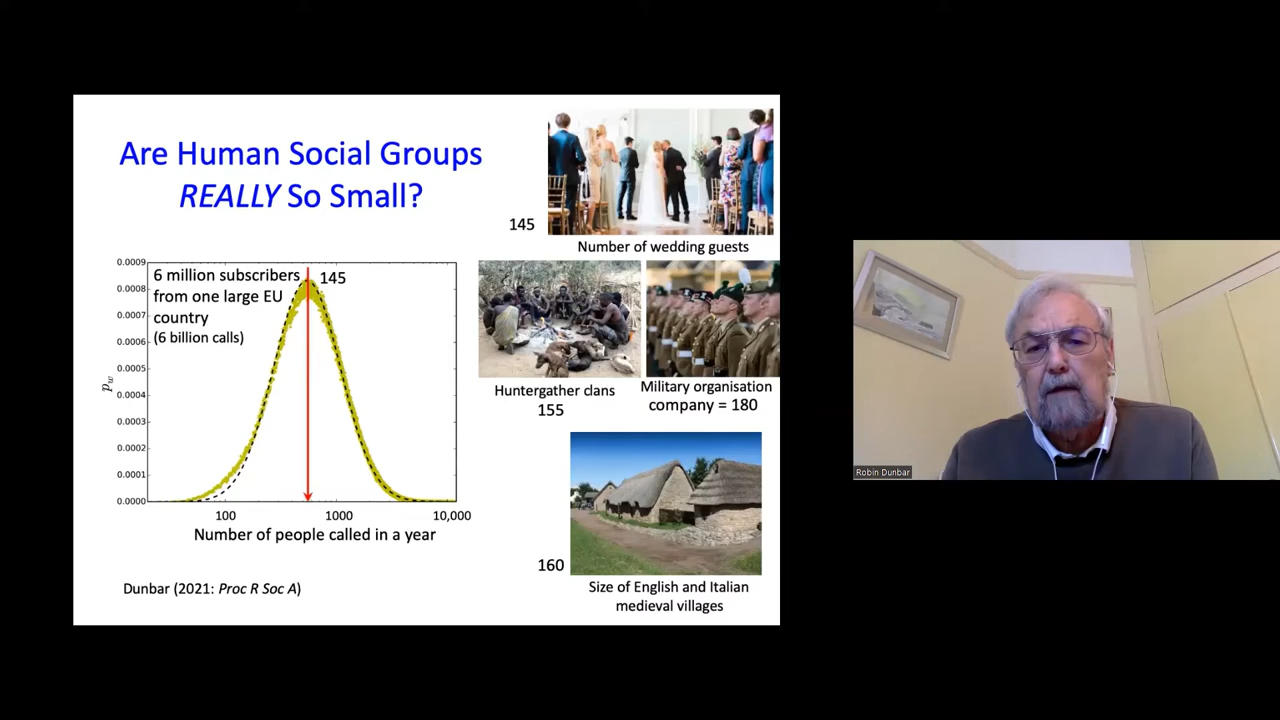 Are Human Social Groups
REALLY So Small?
145
Number of wedding guests
0.0009
0.0008
0.0007
0.0006
0.0005
0.0004
0.0003
0.0002
0.0001
0.0000
p_w
6 million subscribers
from one large EU
country
(6 billion calls)
145
100
1000
10,000
Number of people called in a year
Huntergather clans
155
Military organisation
company = 180
160
Size of English and Italian
medieval villages
Dunbar (2021: Proc R Soc A)
Robin Dunbar